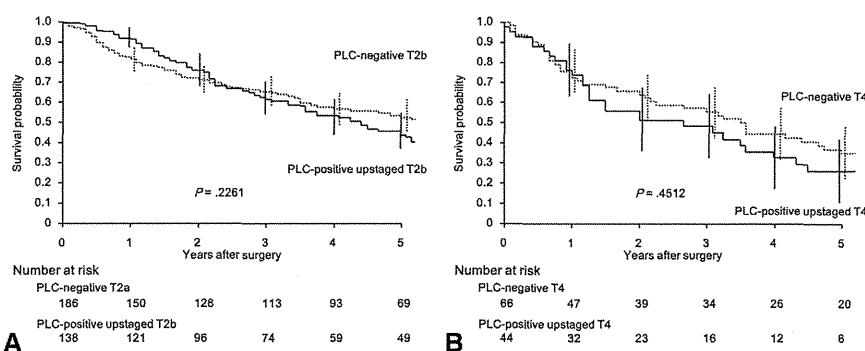 1.0
0.9
0.8
0.7
0.6
0.5
0.4
0.3
0.2
0.1
0
Survival probability
PLC-negative T2b
PLC-positive upstaged T2b
P = .2261
0 1 2 3 4 5
Years after surgery
Number at risk
PLC-negative T2a
186 150 128 113 93 69
PLC-positive upstaged T2b
138 121 96 74 59 49
A
1.0
0.9
0.8
0.7
0.6
0.5
0.4
0.3
0.2
0.1
0
Survival probability
PLC-negative T4
PLC-positive upstaged T4
P = .4512
0 1 2 3 4 5
Years after surgery
Number at risk
PLC-negative T4
66 47 39 34 26 20
PLC-positive upstaged T4
44 32 23 16 12 6
B